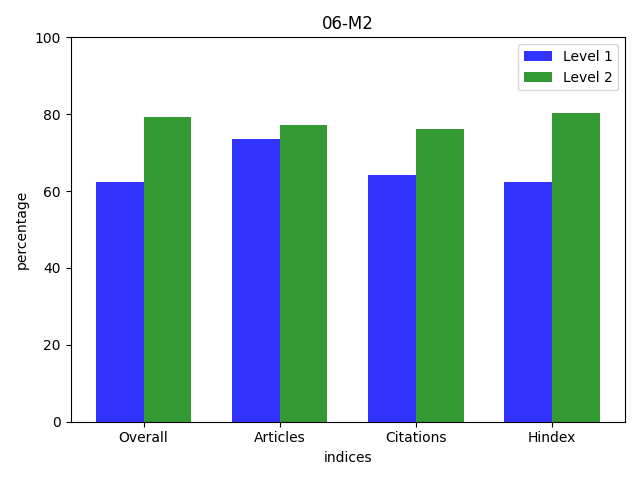 06-M2
100
80
60
40
20
0
percentage
Level 1
Level 2
Overall Articles Citations Hindex
indices